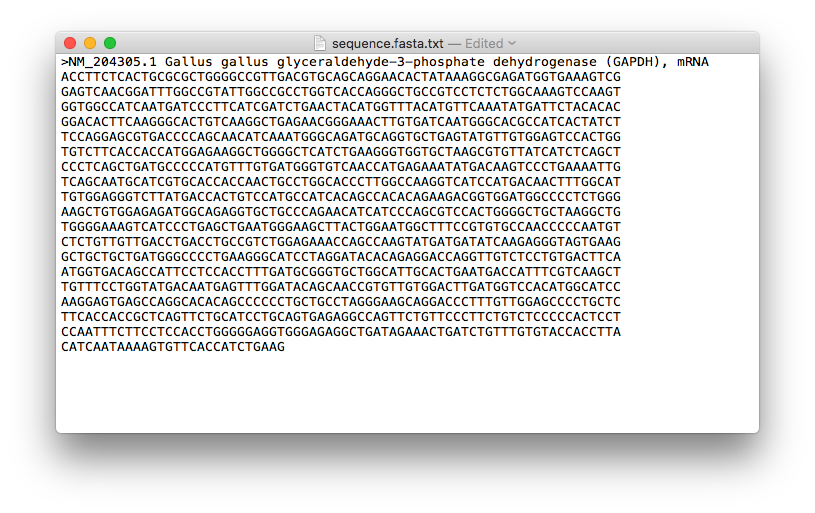 sequence.fasta.txt — Edited
>NM_204305.1 Gallus gallus glyceraldehyde-3-phosphate dehydrogenase (GAPDH), mRNA
ACCTTCTCACTGCGCGCTGGGGCCGTTGACGTGCAGCAGGAACACTATAAAGGCGAGATGGTGAAAGTCG
GAGTCAACGGATTTGGCCGTATTGGCCGCCTGGTCACCAGGGCTGCCGTCCTCTCTGGCAAAGTCCAAGT
GGTGGCCATCAATGATCCCTTCATCGATCTGAACTACATGGTTTACATGTTCAAATATGATTCTACACAC
GGACACTTCAAGGGCACTGTCAAGGCTGAGAACGGGAAACTTGTGATCAATGGGCACGCCATCACTATCT
TCCAGGAGCGTGACCCCAGCAACATCAAATGGGCAGATGCAGGTGCTGAGTATGTTGTGGAGTCCACTGG
TGTCTTCACCACCATGGAGAAGGCTGGGGCTCATCTGAAGGGTGGTGCTAAGCGTGTTATCATCTCAGCT
CCCTCAGCTGATGCCCCCATGTTTGTGATGGGTGTCAACCATGAGAAATATGACAAGTCCCTGAAAATTG
TCAGCAATGCATCGTGCACCACCAACTGCCTGGCACCCTTGGCCAAGGTCATCCATGACAACTTTGGCAT
TGTGGAGGGTCTTATGACCACTGTCCATGCCATCACAGCCACACAGAAGACGGTGGATGGCCCCTCTGGG
AAGCTGTGGAGAGATGGCAGAGGTGCTGCCCAGAACATCATCCCAGCGTCCACTGGGGCTGCTAAGGCTG
TGGGGAAAGTCATCCCTGAGCTGAATGGGAAGCTTACTGGAATGGCTTTCCGTGTGCCAACCCCCAATGT
CTCTGTTGTTGACCTGACCTGCCGTCTGGAGAAACCAGCCAAGTATGATGATATCAAGAGGGTAGTGAAG
GCTGCTGCTGATGGGCCCCTGAAGGGCATCCTAGGATACACAGAGGACCAGGTTGTCTCCTGTGACTTCA
ATGGTGACAGCCATTCCTCCACCTTTGATGCGGGTGCTGGCATTGCACTGAATGACCATTTCGTCAAGCT
TGTTTCCTGGTATGACAATGAGTTTGGATACAGCAACCGTGTTGTGGACTTGATGGTCCACATGGCATCC
AAGGAGTGAGCCAGGCACACAGCCCCCCTGCTGCCTAGGGAAGCAGGACCCTTTGTTGGAGCCCCTGCTC
TTCACCACCGCTCAGTTCTGCATCCTGCAGTGAGAGGCCAGTTCTGTTCCCTTCTGTCTCCCCCACTCCT
CCAATTTCTTCCTCCACCTGGGGGAGGTGGGAGAGGCTGATAGAAACTGATCTGTTTGTGTACCACCTTA
CATCAATAAAAGTGTTCACCATCTGAAG